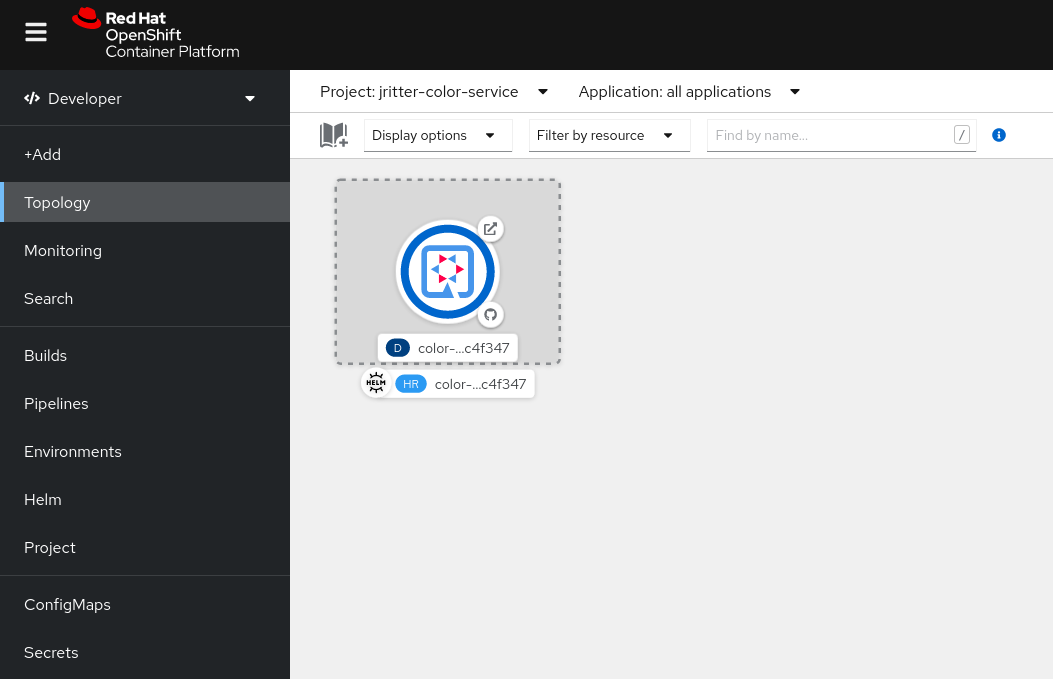 Red Hat
OpenShift
Container Platform
Developer
+Add
Topology
Monitoring
Search
Builds
Pipelines
Environments
Helm
Project
ConfigMaps
Secrets
Project: jritter-color-service
Application: all applications
Display options
Filter by resource
Find by name...
/
D
color-...c4f347
HELM
HR
color-...c4f347